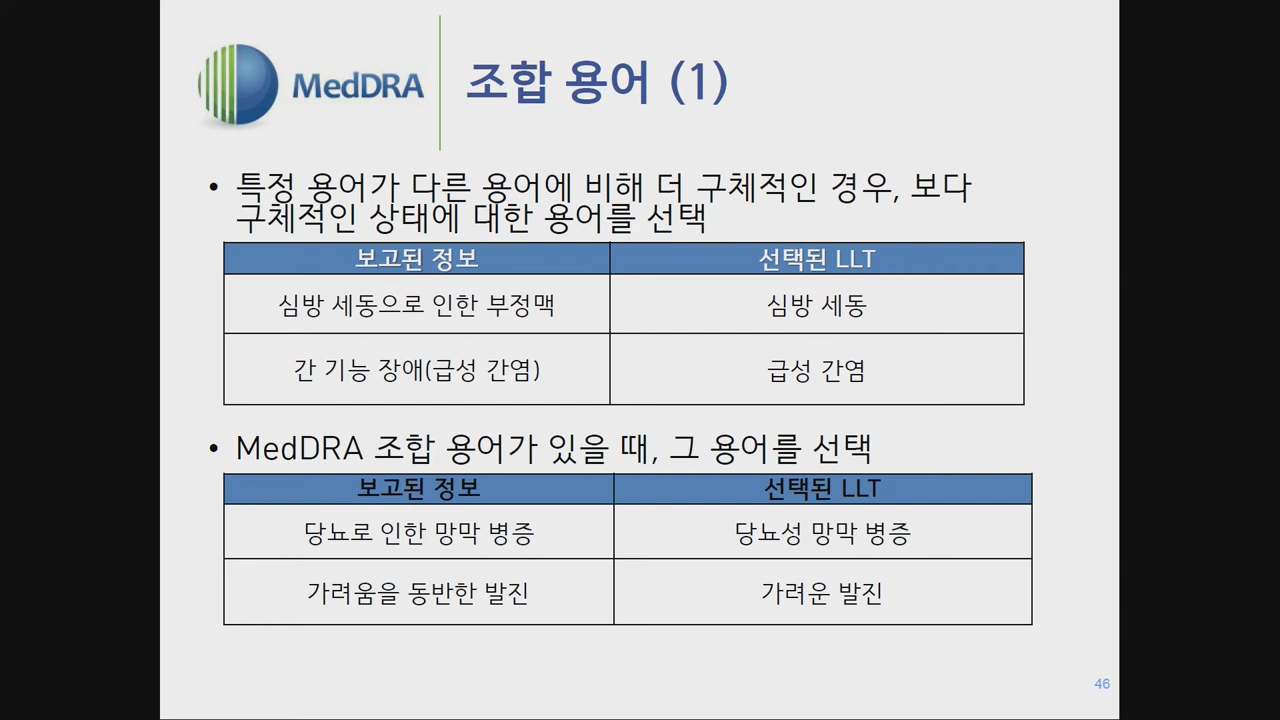 MedDRA
조합 용어 (1)
• 특정 용어가 다른 용어에 비해 더 구체적인 경우, 보다
구체적인 상태에 대한 용어를 선택
보고된 정보 선택된 LLT
심방 세동으로 인한 부정맥 심방 세동
간 기능 장애(급성 간염) 급성 간염
• MedDRA 조합 용어가 있을 때, 그 용어를 선택
보고된 정보 선택된 LLT
당뇨로 인한 망막 병증 당뇨성 망막 병증
가려움을 동반한 발진 가려운 발진
46